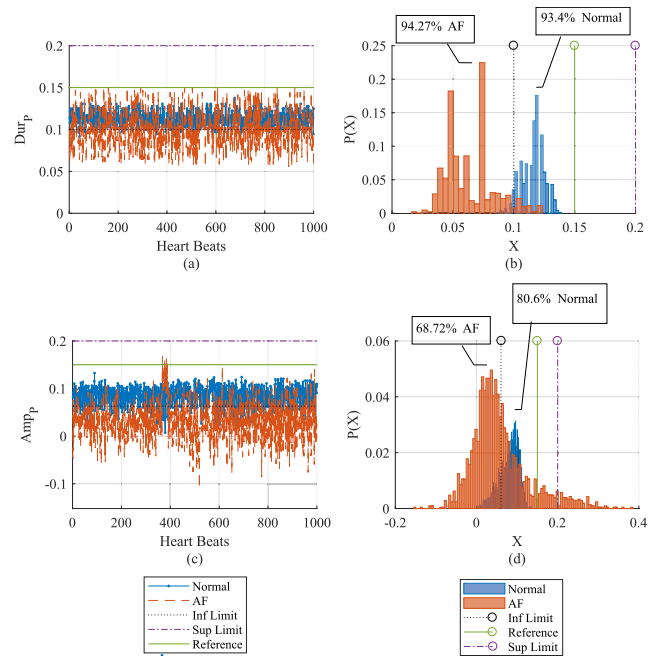 94.27% AF
93.4% Normal
Dur_P
0.2
0.15
0.1
0.05
0
0 200 400 600 800 1000
Heart Beats
(a)
P(X)
0.25
0.2
0.15
0.1
0.05
0
0 0.05 0.1 0.15 0.2
X
(b)
68.72% AF
80.6% Normal
Amp_P
0.2
0.1
0
-0.1
0 200 400 600 800 1000
Heart Beats
(c)
P(X)
0.06
0.04
0.02
0
-0.2 0 0.2 0.4
X
(d)
Normal
AF
Inf Limit
Sup Limit
Reference
Normal
AF
Inf Limit
Reference
Sup Limit